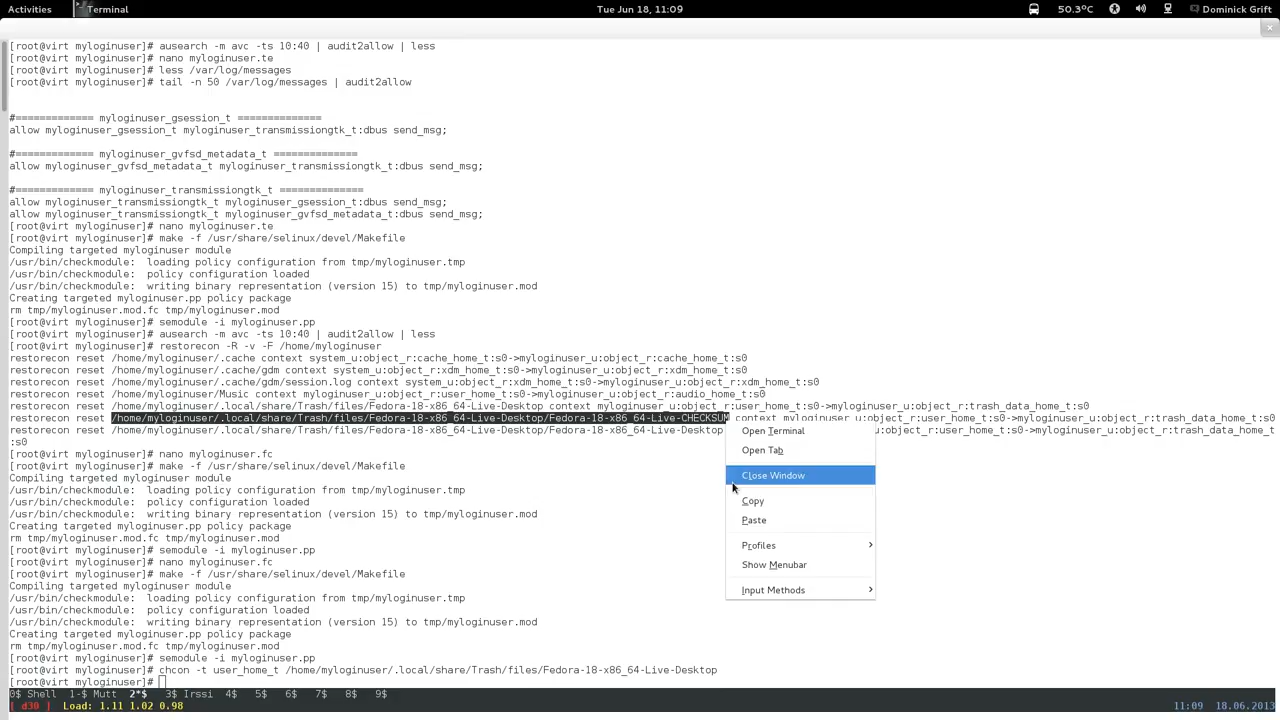 Activities Terminal Tue Jun 18, 11:09 50.3°C Dominick Grift
[root@virt myloginuser]# ausearch -m avc -ts 10:40 | audit2allow | less
[root@virt myloginuser]# nano myloginuser.te
[root@virt myloginuser]# less /var/log/messages
[root@virt myloginuser]# tail -n 50 /var/log/messages | audit2allow
#============= myloginuser_gsession_t ==============
allow myloginuser_gsession_t myloginuser_transmissiongtk_t:dbus send_msg;
#============= myloginuser_gvfsd_metadata_t ==============
allow myloginuser_gvfsd_metadata_t myloginuser_transmissiongtk_t:dbus send_msg;
#============= myloginuser_transmissiongtk_t ==============
allow myloginuser_transmissiongtk_t myloginuser_gsession_t:dbus send_msg;
allow myloginuser_transmissiongtk_t myloginuser_gvfsd_metadata_t:dbus send_msg;
[root@virt myloginuser]# nano myloginuser.te
[root@virt myloginuser]# make -f /usr/share/selinux/devel/Makefile
Compiling targeted myloginuser module
/usr/bin/checkmodule:  loading policy configuration from tmp/myloginuser.tmp
/usr/bin/checkmodule:  policy configuration loaded
/usr/bin/checkmodule:  writing binary representation (version 15) to tmp/myloginuser.mod
Creating targeted myloginuser.pp policy package
rm tmp/myloginuser.mod.fc tmp/myloginuser.mod
[root@virt myloginuser]# semodule -i myloginuser.pp
[root@virt myloginuser]# ausearch -m avc -ts 10:40 | audit2allow | less
[root@virt myloginuser]# restorecon -R -v -F /home/myloginuser
restorecon reset /home/myloginuser/.cache context system_u:object_r:cache_home_t:s0->myloginuser_u:object_r:cache_home_t:s0
restorecon reset /home/myloginuser/.cache/gdm context system_u:object_r:xdm_home_t:s0->myloginuser_u:object_r:xdm_home_t:s0
restorecon reset /home/myloginuser/.cache/gdm/session.log context system_u:object_r:xdm_home_t:s0->myloginuser_u:object_r:xdm_home_t:s0
restorecon reset /home/myloginuser/Music context myloginuser_u:object_r:user_home_t:s0->myloginuser_u:object_r:audio_home_t:s0
restorecon reset /home/myloginuser/.local/share/Trash/files/Fedora-18-x86_64-Live-Desktop context myloginuser_u:object_r:user_home_t:s0->myloginuser_u:object_r:trash_data_home_t:s0
restorecon reset /home/myloginuser/.local/share/Trash/files/Fedora-18-x86_64-Live-Desktop/Fedora-18-x86_64-Live-CHECKSUM context myloginuser_u:object_r:user_home_t:s0->myloginuser_u:object_r:trash_data_home_t:s0
restorecon reset /home/myloginuser/.local/share/Trash/files/Fedora-18-x86_64-Live-Desktop/Fedora-18-x86_64-Live-Desktop u:object_r:user_home_t:s0->myloginuser_u:object_r:trash_data_home_t
:s0
[root@virt myloginuser]# nano myloginuser.fc
[root@virt myloginuser]# make -f /usr/share/selinux/devel/Makefile
Compiling targeted myloginuser module
/usr/bin/checkmodule:  loading policy configuration from tmp/myloginuser.tmp
/usr/bin/checkmodule:  policy configuration loaded
/usr/bin/checkmodule:  writing binary representation (version 15) to tmp/myloginuser.mod
Creating targeted myloginuser.pp policy package
rm tmp/myloginuser.mod.fc tmp/myloginuser.mod
[root@virt myloginuser]# semodule -i myloginuser.pp
[root@virt myloginuser]# nano myloginuser.fc
[root@virt myloginuser]# make -f /usr/share/selinux/devel/Makefile
Compiling targeted myloginuser module
/usr/bin/checkmodule:  loading policy configuration from tmp/myloginuser.tmp
/usr/bin/checkmodule:  policy configuration loaded
/usr/bin/checkmodule:  writing binary representation (version 15) to tmp/myloginuser.mod
Creating targeted myloginuser.pp policy package
rm tmp/myloginuser.mod.fc tmp/myloginuser.mod
[root@virt myloginuser]# semodule -i myloginuser.pp
[root@virt myloginuser]# chcon -t user_home_t /home/myloginuser/.local/share/Trash/files/Fedora-18-x86_64-Live-Desktop
[root@virt myloginuser]#
Open Terminal
Open Tab
Close Window
Copy
Paste
Profiles
Show Menubar
Input Methods
0$ Shell  1-$ Mutt  2*$  3$ Irssi  4$  5$  6$  7$  8$  9$
[ d30 ]  Load: 1.11 1.02 0.98 11:09 18.06.2013